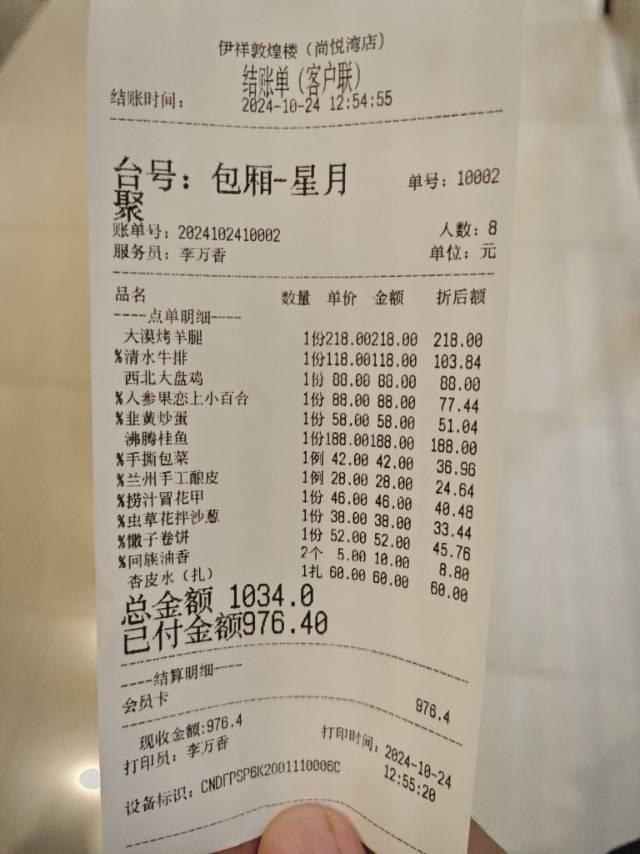 伊祥敦煌楼（尚悦湾店）
结账单（客户联）
结账时间： 2024-10-24 12:54:55
台号：包厢-星月 单号：10002
聚
账单号：2024102410002 人数：8
服务员：李万香 单位：元
品名 数量 单价 金额 折后额
----点单明细----
大漠烤羊腿 1份218.00218.00 218.00
%清水牛排 1份118.00118.00 103.84
西北大盘鸡 1份 88.00 88.00 88.00
%人参果恋上小百合 1份 88.00 88.00 77.44
%韭黄炒蛋 1份 58.00 58.00 51.04
沸腾桂鱼 1份188.00188.00 188.00
%手撕包菜 1例 42.00 42.00 36.96
%兰州手工酿皮 1例 28.00 28.00 24.64
%捞汁冒花甲 1份 46.00 46.00 40.48
%虫草花拌沙葱 1份 38.00 38.00 33.44
%馓子卷饼 1份 52.00 52.00 45.76
%回族油香 2个 5.00 10.00 8.80
杏皮水（扎） 1扎 60.00 60.00 60.00
总金额 1034.0
已付金额976.40
----结算明细----
会员卡 976.4
现收金额:976.4
打印员：李万香 打印时间：2024-10-24
12:55:20
设备标识：CNDFPSP6K2001110006C